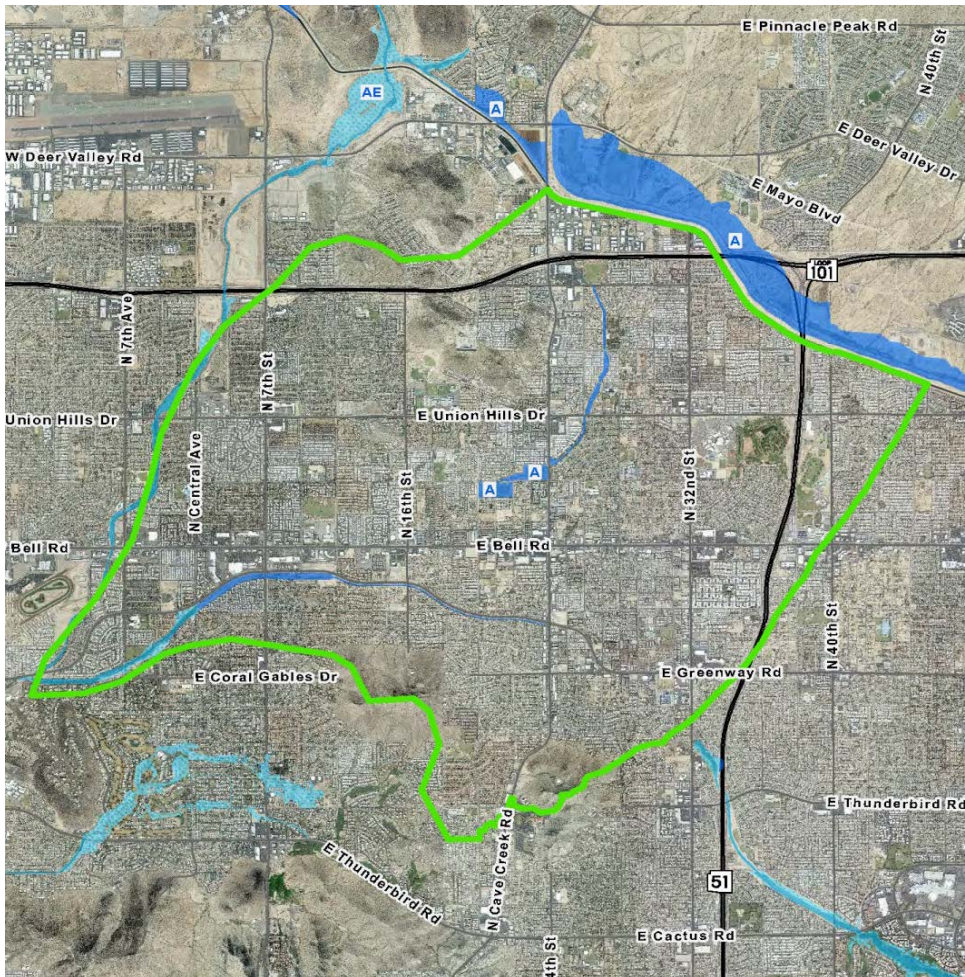 E Pinnacle Peak Rd
N 40th St
AE
A
W Deer Valley Rd
E Deer Valley Dr
E Mayo Blvd
A
LOOP
101
N 7th Ave
N 7th St
Union Hills Dr
E Union Hills Dr
N Central Ave
N 16th St
N 32nd St
A
A
Bell Rd
E Bell Rd
N 40th St
E Coral Gables Dr
E Greenway Rd
E Thunderbird Rd
E Thunderbird Rd
N Cave Creek Rd
51
E Cactus Rd
4th St